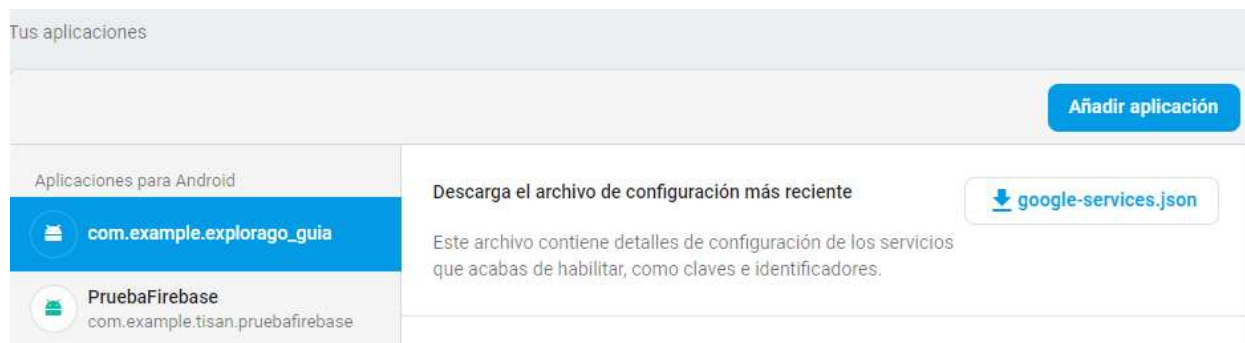 Tus aplicaciones
Añadir aplicación
Aplicaciones para Android
com.example.explorago_guia
PruebaFirebase
com.example.tisan.pruebafirebase
Descarga el archivo de configuración más reciente
google-services.json
Este archivo contiene detalles de configuración de los servicios
que acabas de habilitar, como claves e identificadores.